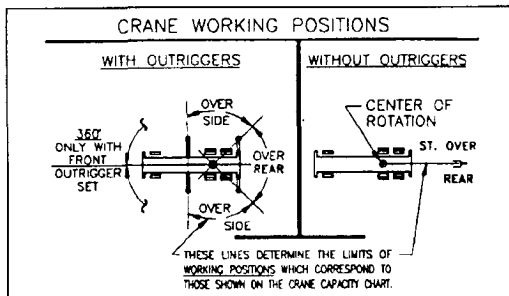 CRANE WORKING POSITIONS
WITH OUTRIGGERS
WITHOUT OUTRIGGERS
OVER
SIDE
360°
ONLY WITH
FRONT
OUTRIGGER
SET
OVER
REAR
OVER
SIDE
CENTER OF
ROTATION
ST. OVER
REAR
THESE LINES DETERMINE THE LIMITS OF
WORKING POSITIONS WHICH CORRESPOND TO
THOSE SHOWN ON THE CRANE CAPACITY CHART.